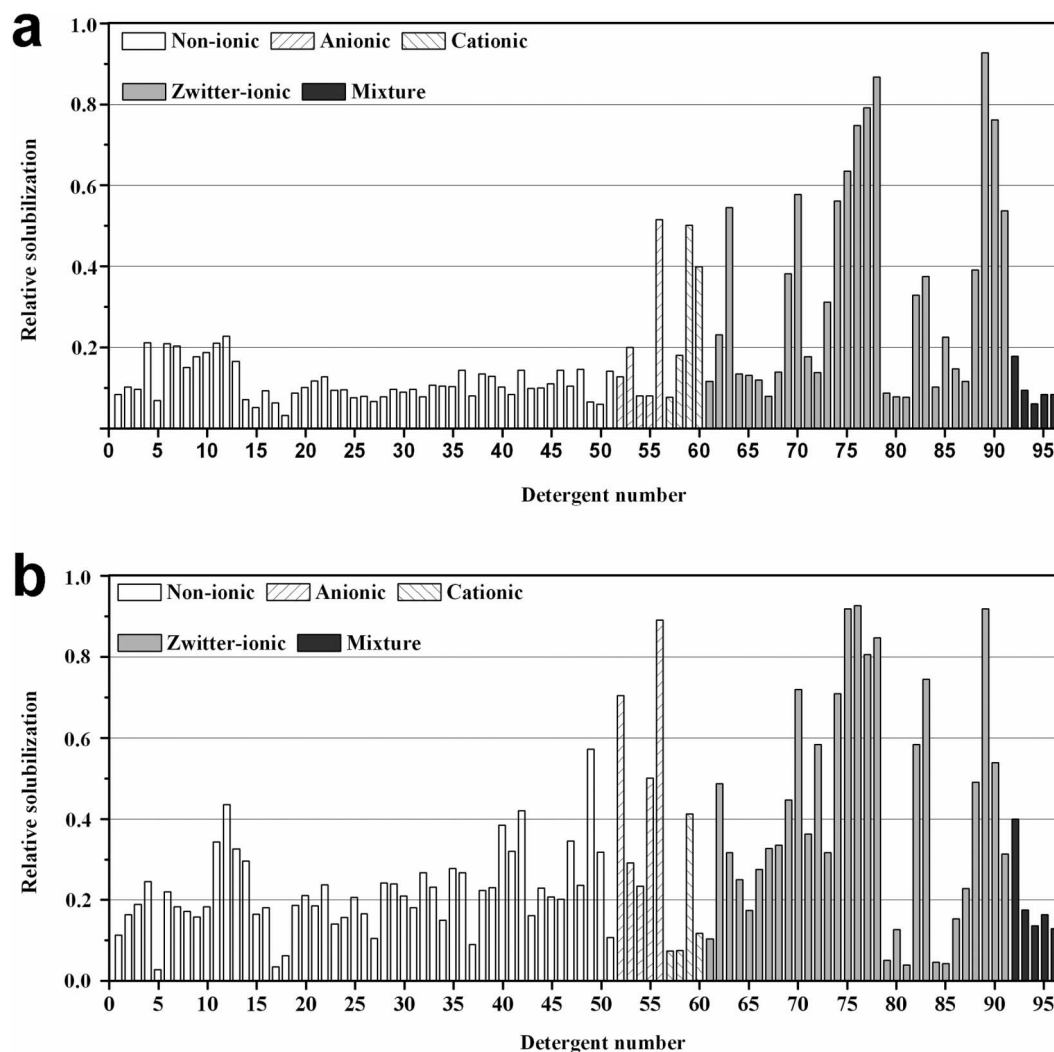 a
1.0
Non-ionic Anionic Cationic
Zwitter-ionic Mixture
0.8
0.6
0.4
0.2
Relative solubilization
0 5 10 15 20 25 30 35 40 45 50 55 60 65 70 75 80 85 90 95
Detergent number
b
1.0
Non-ionic Anionic Cationic
Zwitter-ionic Mixture
0.8
0.6
0.4
0.2
0.0
Relative solubilization
0 5 10 15 20 25 30 35 40 45 50 55 60 65 70 75 80 85 90 95
Detergent number